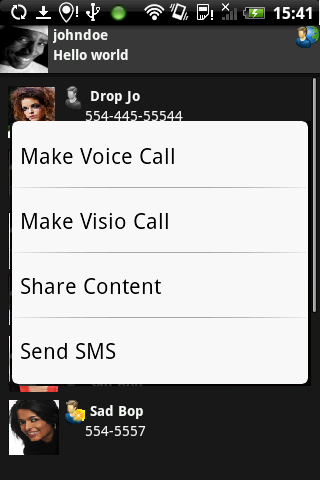 15:41
johndoe
Hello world
Drop Jo
554-445-55544
Make Voice Call
Make Visio Call
Share Content
Send SMS
Sad Bop
554-5557